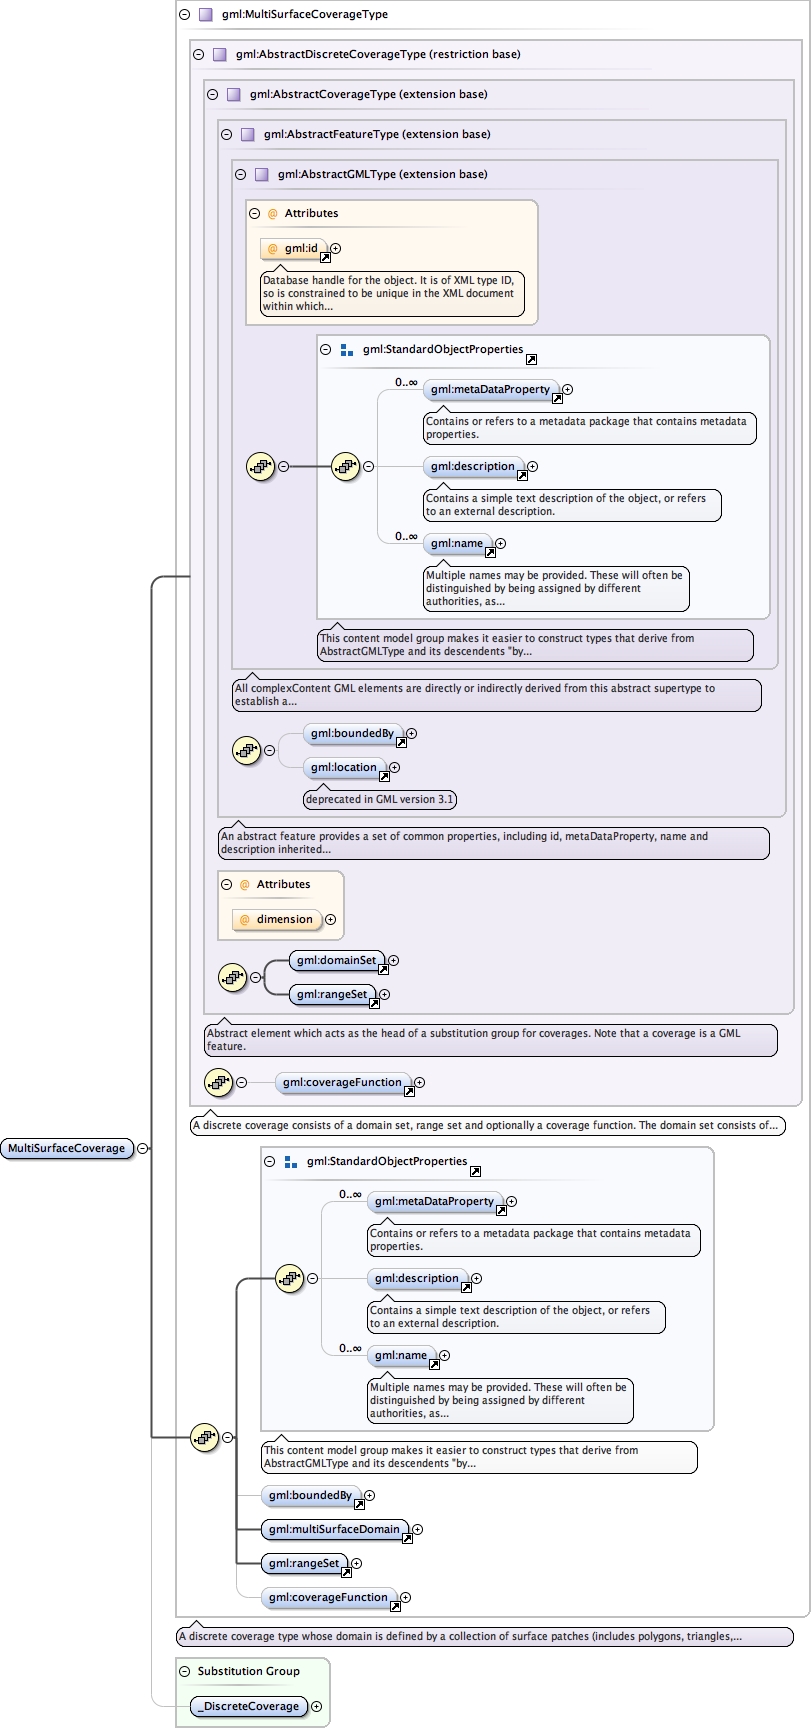 gml:MultiSurfaceCoverageType
gml:AbstractDiscreteCoverageType (restriction base)
gml:AbstractCoverageType (extension base)
gml:AbstractFeatureType (extension base)
gml:AbstractGMLType (extension base)
@ Attributes
@ gml:id
Database handle for the object. It is of XML type ID,
so is constrained to be unique in the XML document
within which...
gml:StandardObjectProperties
0..∞
gml:metaDataProperty
Contains or refers to a metadata package that contains metadata
properties.
gml:description
Contains a simple text description of the object, or refers
to an external description.
0..∞
gml:name
Multiple names may be provided. These will often be
distinguished by being assigned by different
authorities, as...
This content model group makes it easier to construct types that derive from
AbstractGMLType and its descendents "by...
All complexContent GML elements are directly or indirectly derived from this abstract supertype to
establish a...
gml:boundedBy
gml:location
deprecated in GML version 3.1
An abstract feature provides a set of common properties, including id, metaDataProperty, name and
description inherited...
@ Attributes
@ dimension
gml:domainSet
gml:rangeSet
Abstract element which acts as the head of a substitution group for coverages. Note that a coverage is a GML
feature.
gml:coverageFunction
A discrete coverage consists of a domain set, range set and optionally a coverage function. The domain set consists of...
MultiSurfaceCoverage
gml:StandardObjectProperties
0..∞
gml:metaDataProperty
Contains or refers to a metadata package that contains metadata
properties.
gml:description
Contains a simple text description of the object, or refers
to an external description.
0..∞
gml:name
Multiple names may be provided. These will often be
distinguished by being assigned by different
authorities, as...
This content model group makes it easier to construct types that derive from
AbstractGMLType and its descendents "by...
gml:boundedBy
gml:multiSurfaceDomain
gml:rangeSet
gml:coverageFunction
A discrete coverage type whose domain is defined by a collection of surface patches (includes polygons, triangles,...
Substitution Group
_DiscreteCoverage